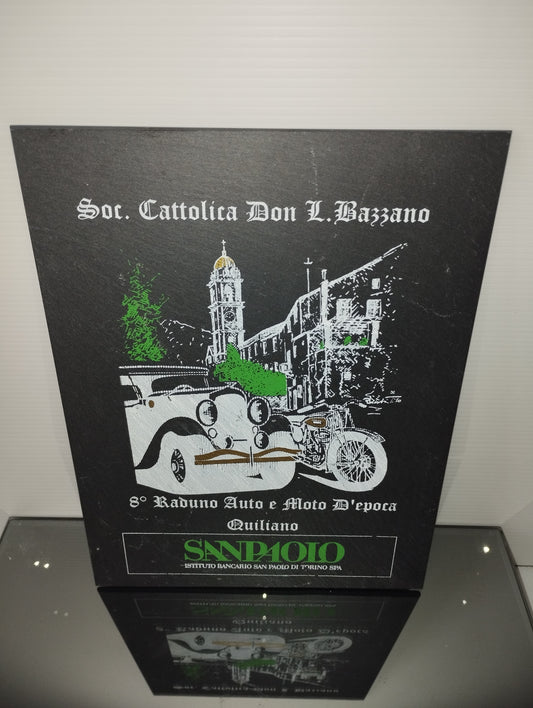 Soc. Cattolica Don L. Bazzano
8° Raduno Auto e Moto D'epoca
Quiliano
SANPAOLO
ISTITUTO BANCARIO SAN PAOLO DI TORINO SPA